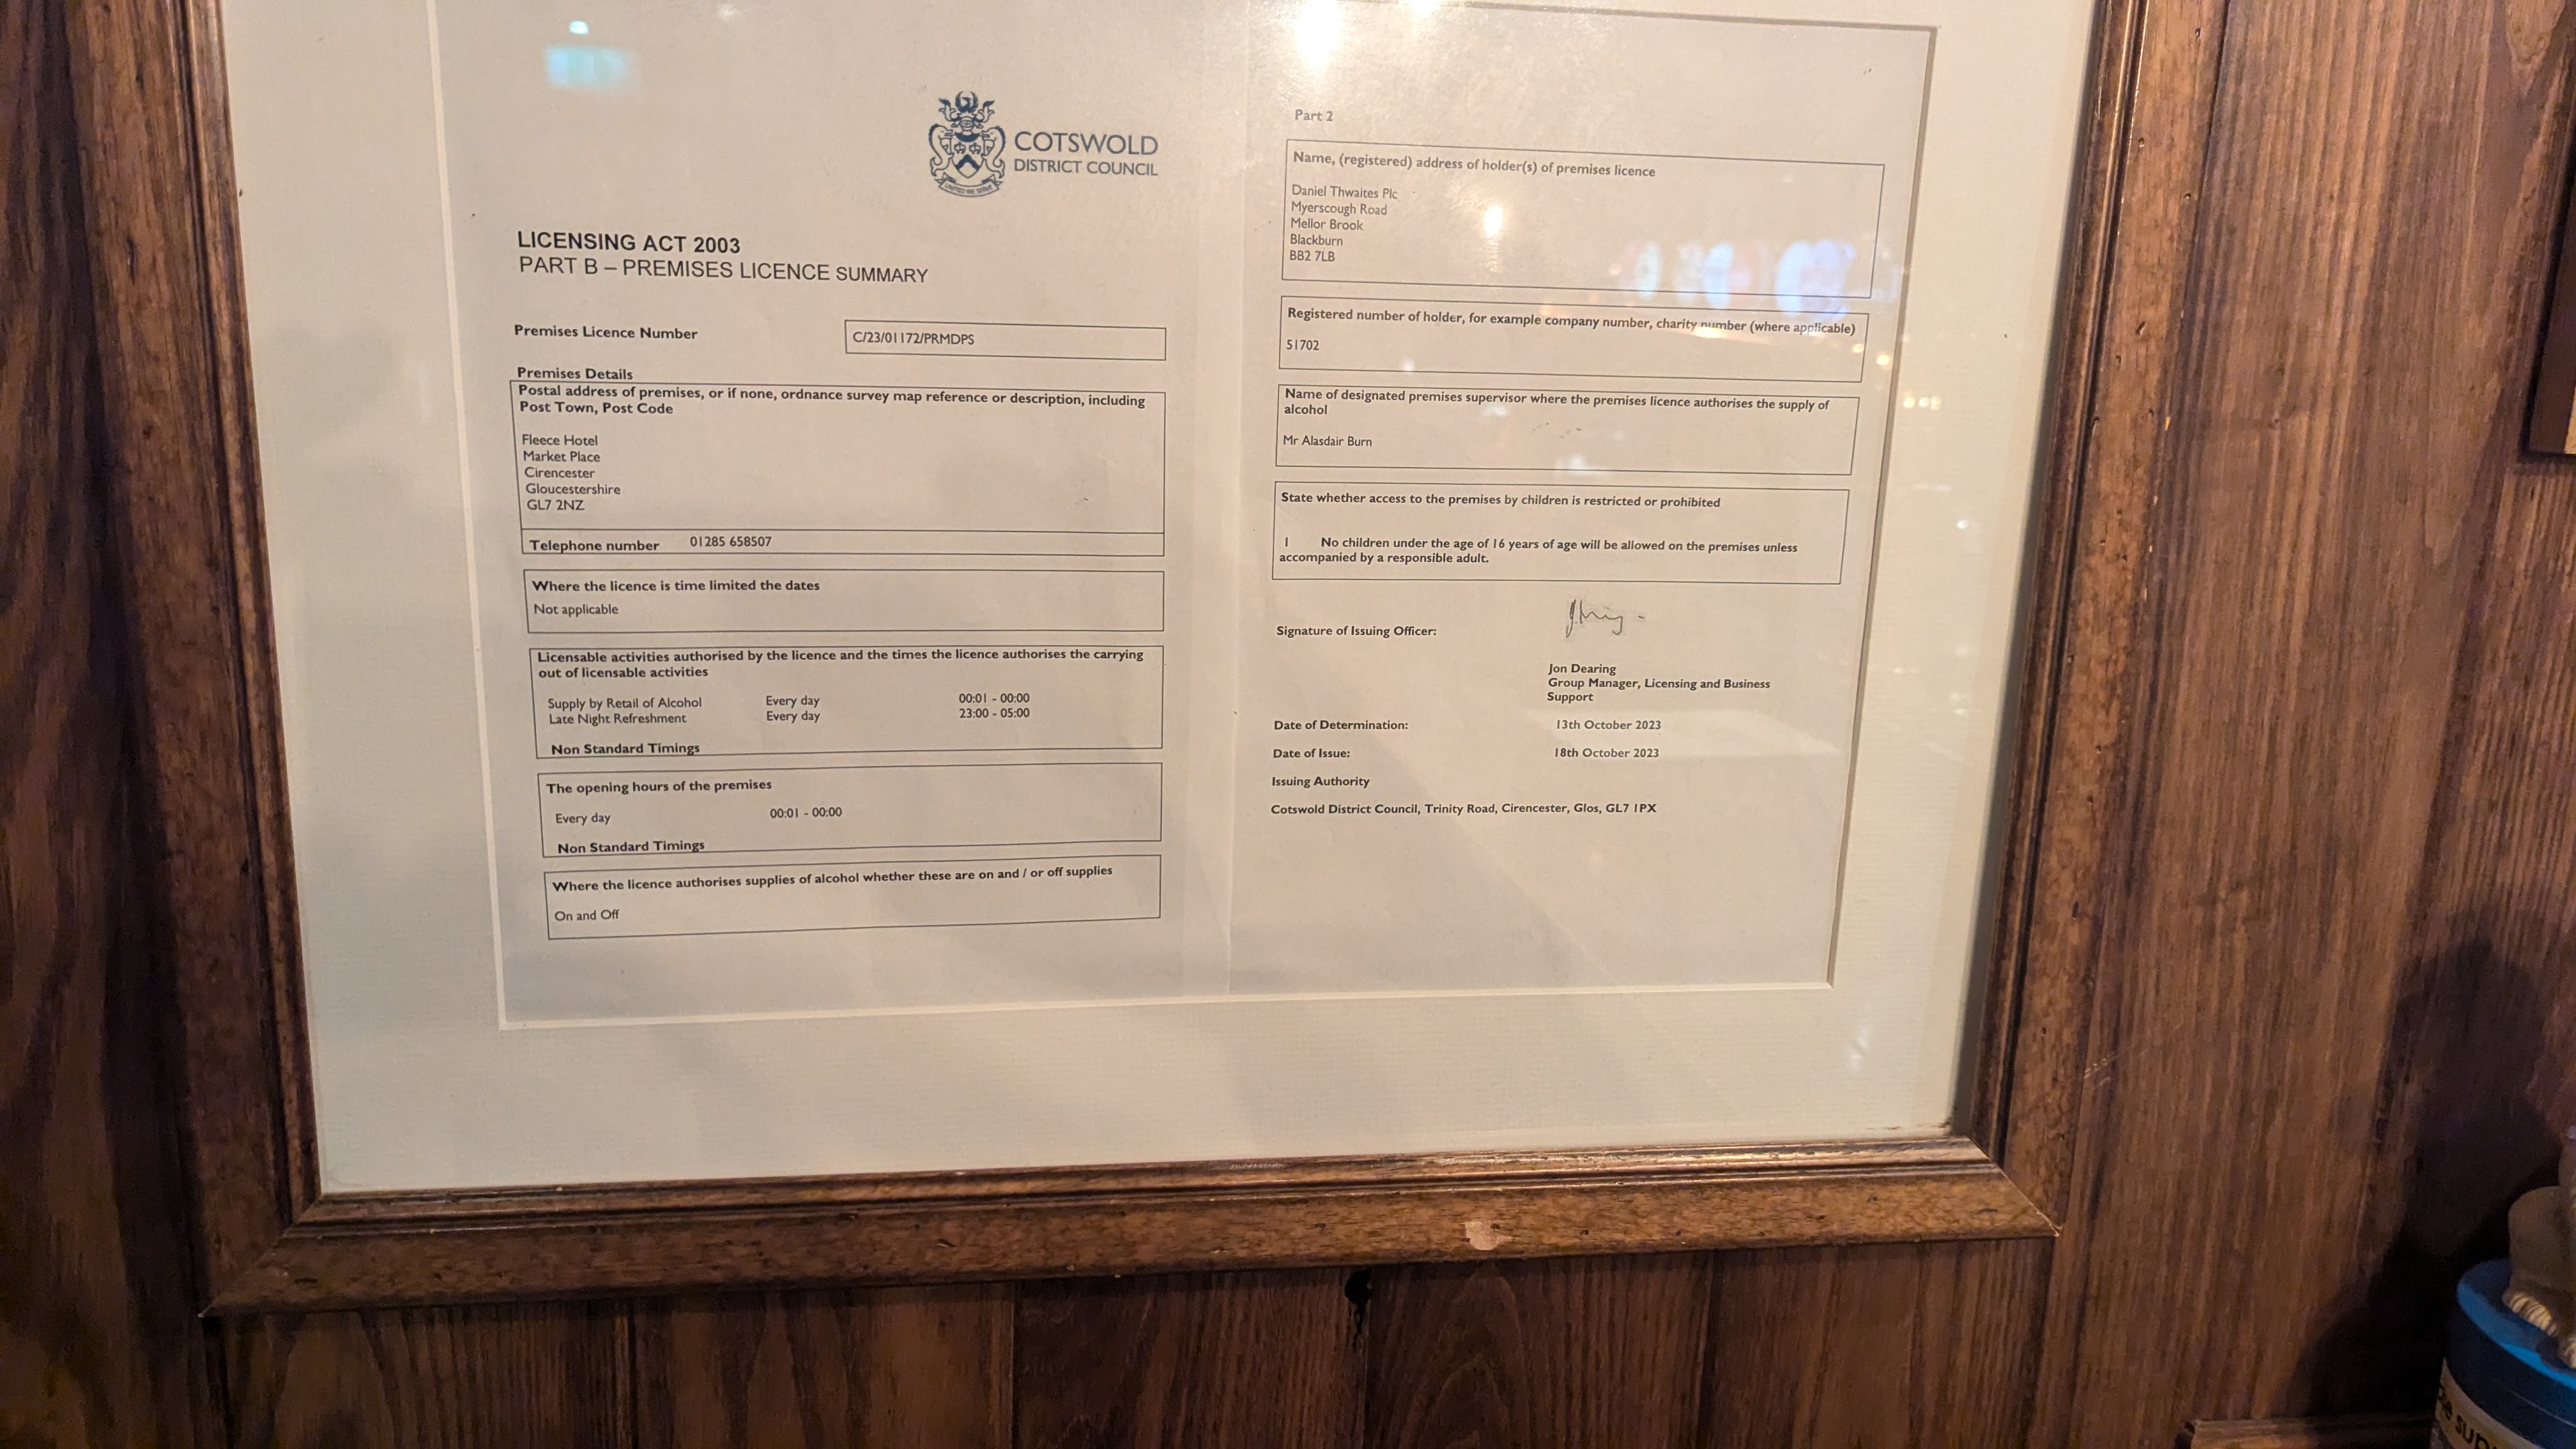 COTSWOLD
DISTRICT COUNCIL
UNITED WE SERVE
LICENSING ACT 2003
PART B – PREMISES LICENCE SUMMARY
Premises Licence Number
C/23/01172/PRMDPS
Premises Details
Postal address of premises, or if none, ordnance survey map reference or description, including
Post Town, Post Code
Fleece Hotel
Market Place
Cirencester
Gloucestershire
GL7 2NZ
Telephone number 01285 658507
Where the licence is time limited the dates
Not applicable
Licensable activities authorised by the licence and the times the licence authorises the carrying
out of licensable activities
Supply by Retail of Alcohol Every day 00:01 - 00:00
Late Night Refreshment Every day 23:00 - 05:00
Non Standard Timings
The opening hours of the premises
Every day 00:01 - 00:00
Non Standard Timings
Where the licence authorises supplies of alcohol whether these are on and / or off supplies
On and Off
Part 2
Name, (registered) address of holder(s) of premises licence
Daniel Thwaites Plc
Myerscough Road
Mellor Brook
Blackburn
BB2 7LB
Registered number of holder, for example company number, charity number (where applicable)
51702
Name of designated premises supervisor where the premises licence authorises the supply of
alcohol
Mr Alasdair Burn
State whether access to the premises by children is restricted or prohibited
1 No children under the age of 16 years of age will be allowed on the premises unless
accompanied by a responsible adult.
Signature of Issuing Officer:
Jon Dearing
Group Manager, Licensing and Business
Support
Date of Determination: 13th October 2023
Date of Issue: 18th October 2023
Issuing Authority
Cotswold District Council, Trinity Road, Cirencester, Glos, GL7 1PX